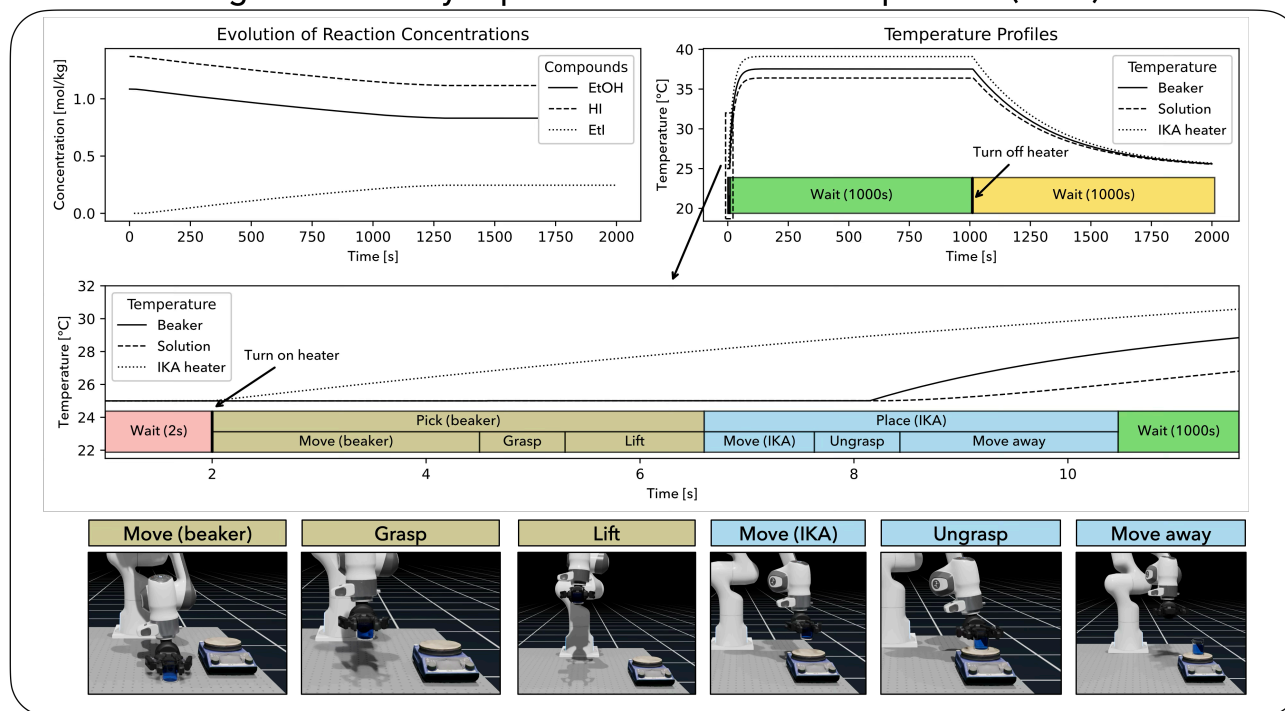 Evolution of Reaction Concentrations
Concentration [mol/kg]
1.0
0.5
0.0
Compounds
EtOH
HI
EtI
0 250 500 750 1000 1250 1500 1750 2000
Time [s]
Temperature Profiles
Temperature [°C]
40
35
30
25
20
Temperature
Beaker
Solution
IKA heater
Turn off heater
Wait (1000s)
Wait (1000s)
0 250 500 750 1000 1250 1500 1750 2000
Time [s]
Temperature [°C]
32
30
28
26
24
22
Temperature
Beaker
Solution
IKA heater
Turn on heater
Wait (2s)
Pick (beaker)
Place (IKA)
Wait (1000s)
Move (beaker)
Grasp
Lift
Move (IKA)
Ungrasp
Move away
2 4 6 8 10
Time [s]
Move (beaker)
Grasp
Lift
Move (IKA)
Ungrasp
Move away